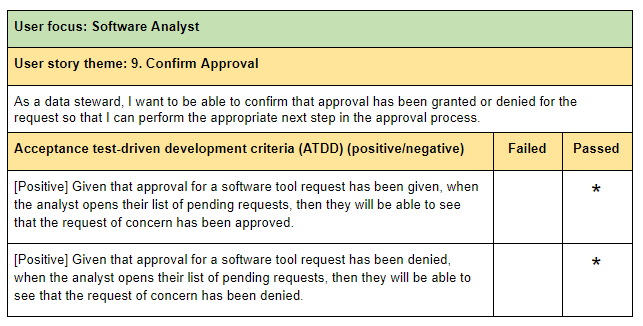 User focus: Software Analyst
User story theme: 9. Confirm Approval
As a data steward, I want to be able to confirm that approval has been granted or denied for the
request so that I can perform the appropriate next step in the approval process.
Acceptance test-driven development criteria (ATDD) (positive/negative) Failed Passed
[Positive] Given that approval for a software tool request has been given, when
the analyst opens their list of pending requests, then they will be able to see
that the request of concern has been approved.
*
[Positive] Given that approval for a software tool request has been denied,
when the analyst opens their list of pending requests, then they will be able to
see that the request of concern has been denied.
*